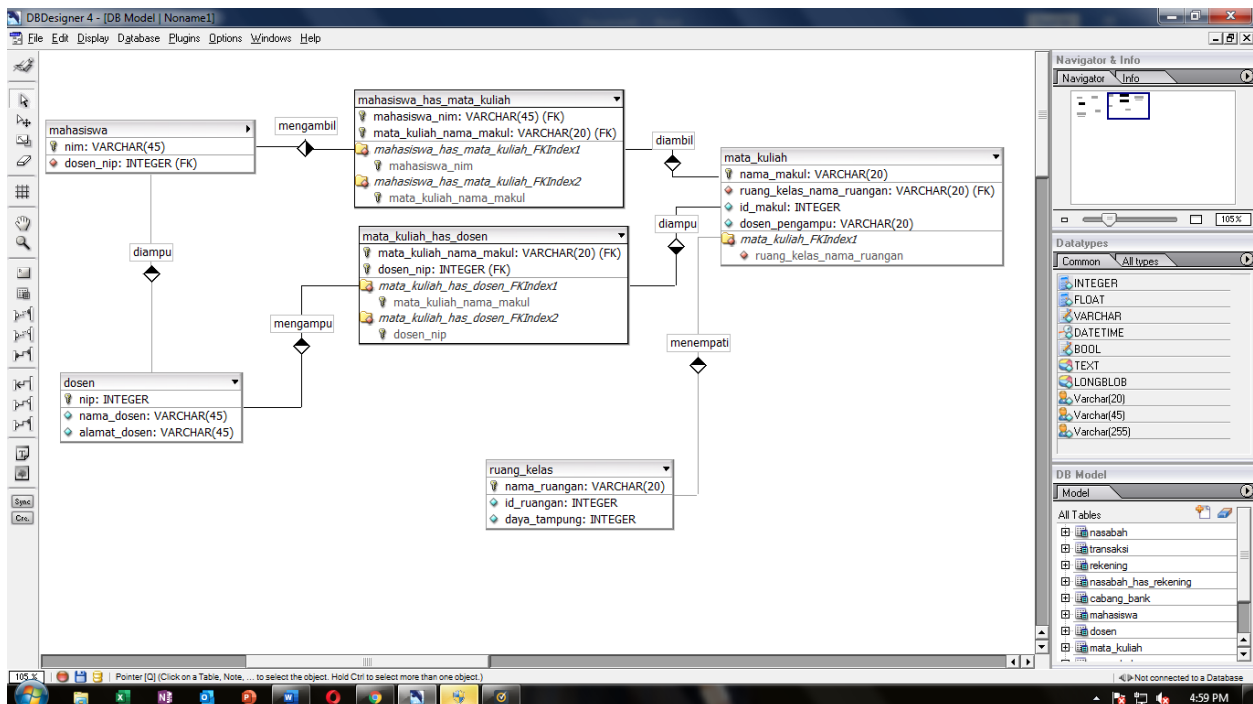 DBDesigner 4 - [DB Model | Noname1]
File Edit Display Database Plugins Options Windows Help
mahasiswa
nim: VARCHAR(45)
dosen_nip: INTEGER (FK)
mengambil
mahasiswa_has_mata_kuliah
mahasiswa_nim: VARCHAR(45) (FK)
mata_kuliah_nama_makul: VARCHAR(20) (FK)
mahasiswa_has_mata_kuliah_FKIndex1
mahasiswa_nim
mahasiswa_has_mata_kuliah_FKIndex2
mata_kuliah_nama_makul
diambil
mata_kuliah
nama_makul: VARCHAR(20)
ruang_kelas_nama_ruangan: VARCHAR(20) (FK)
id_makul: INTEGER
dosen_pengampu: VARCHAR(20)
mata_kuliah_FKIndex1
ruang_kelas_nama_ruangan
diampu
mata_kuliah_has_dosen
mata_kuliah_nama_makul: VARCHAR(20) (FK)
dosen_nip: INTEGER (FK)
mata_kuliah_has_dosen_FKIndex1
mata_kuliah_nama_makul
mata_kuliah_has_dosen_FKIndex2
dosen_nip
diampu
mengampu
menempati
dosen
nip: INTEGER
nama_dosen: VARCHAR(45)
alamat_dosen: VARCHAR(45)
ruang_kelas
nama_ruangan: VARCHAR(20)
id_ruangan: INTEGER
daya_tampung: INTEGER
Sync
Cre.
Navigator & Info
Navigator Info
105 %
Datatypes
Common All types
INTEGER
FLOAT
VARCHAR
DATETIME
BOOL
TEXT
LONGBLOB
Varchar(20)
Varchar(45)
Varchar(255)
DB Model
Model
All Tables
nasabah
transaksi
rekening
nasabah_has_rekening
cabang_bank
mahasiswa
dosen
mata_kuliah
105 % Pointer [Q] (Click on a Table, Note, ... to select the object. Hold Ctrl to select more than one object.) Not connected to a Database
4:59 PM